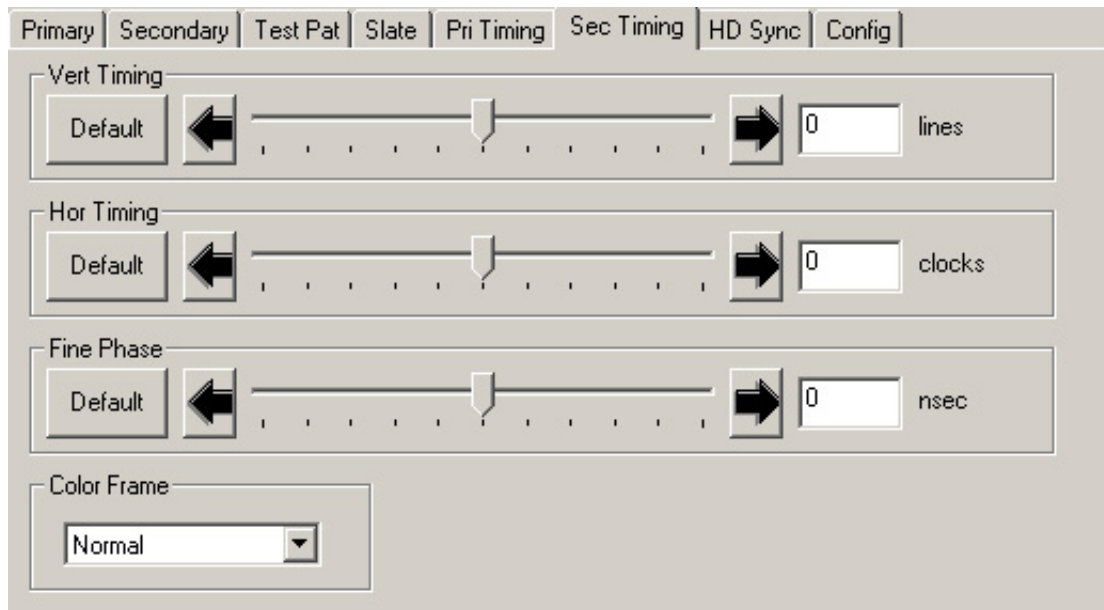 Primary Secondary Test Pat Slate Pri Timing Sec Timing HD Sync Config
Vert Timing
Default 0 lines
Hor Timing
Default 0 clocks
Fine Phase
Default 0 nsec
Color Frame
Normal